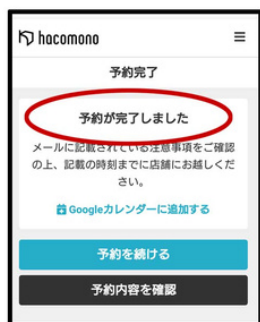 hacomono
予約完了
予約が完了しました
メールに記載されている注意事項をご確認
の上、記載の時刻までに店舗にお越しくだ
さい。
Googleカレンダーに追加する
予約を続ける
予約内容を確認